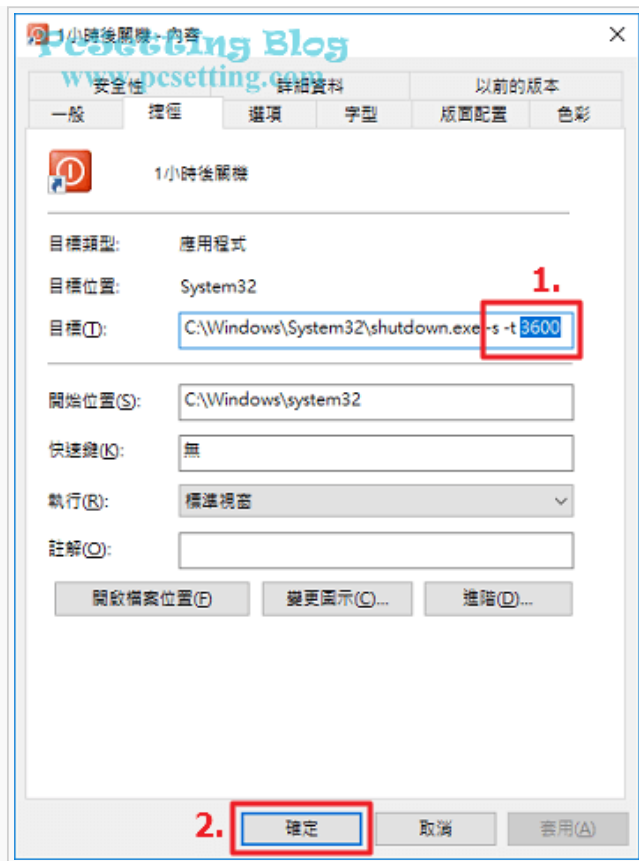 1小時後關機 - 內容
Pcsetting Blog
www.pcsetting.com
安全性 詳細資料 以前的版本
一般 捷徑 選項 字型 版面配置 色彩
1小時後關機
目標類型: 應用程式
目標位置: System32
1.
目標(T): C:\Windows\System32\shutdown.exe -s -t 3600
開始位置(S): C:\Windows\system32
快速鍵(K): 無
執行(R): 標準視窗
註解(O):
開啟檔案位置(F) 變更圖示(C)... 進階(D)...
2. 確定 取消 套用(A)